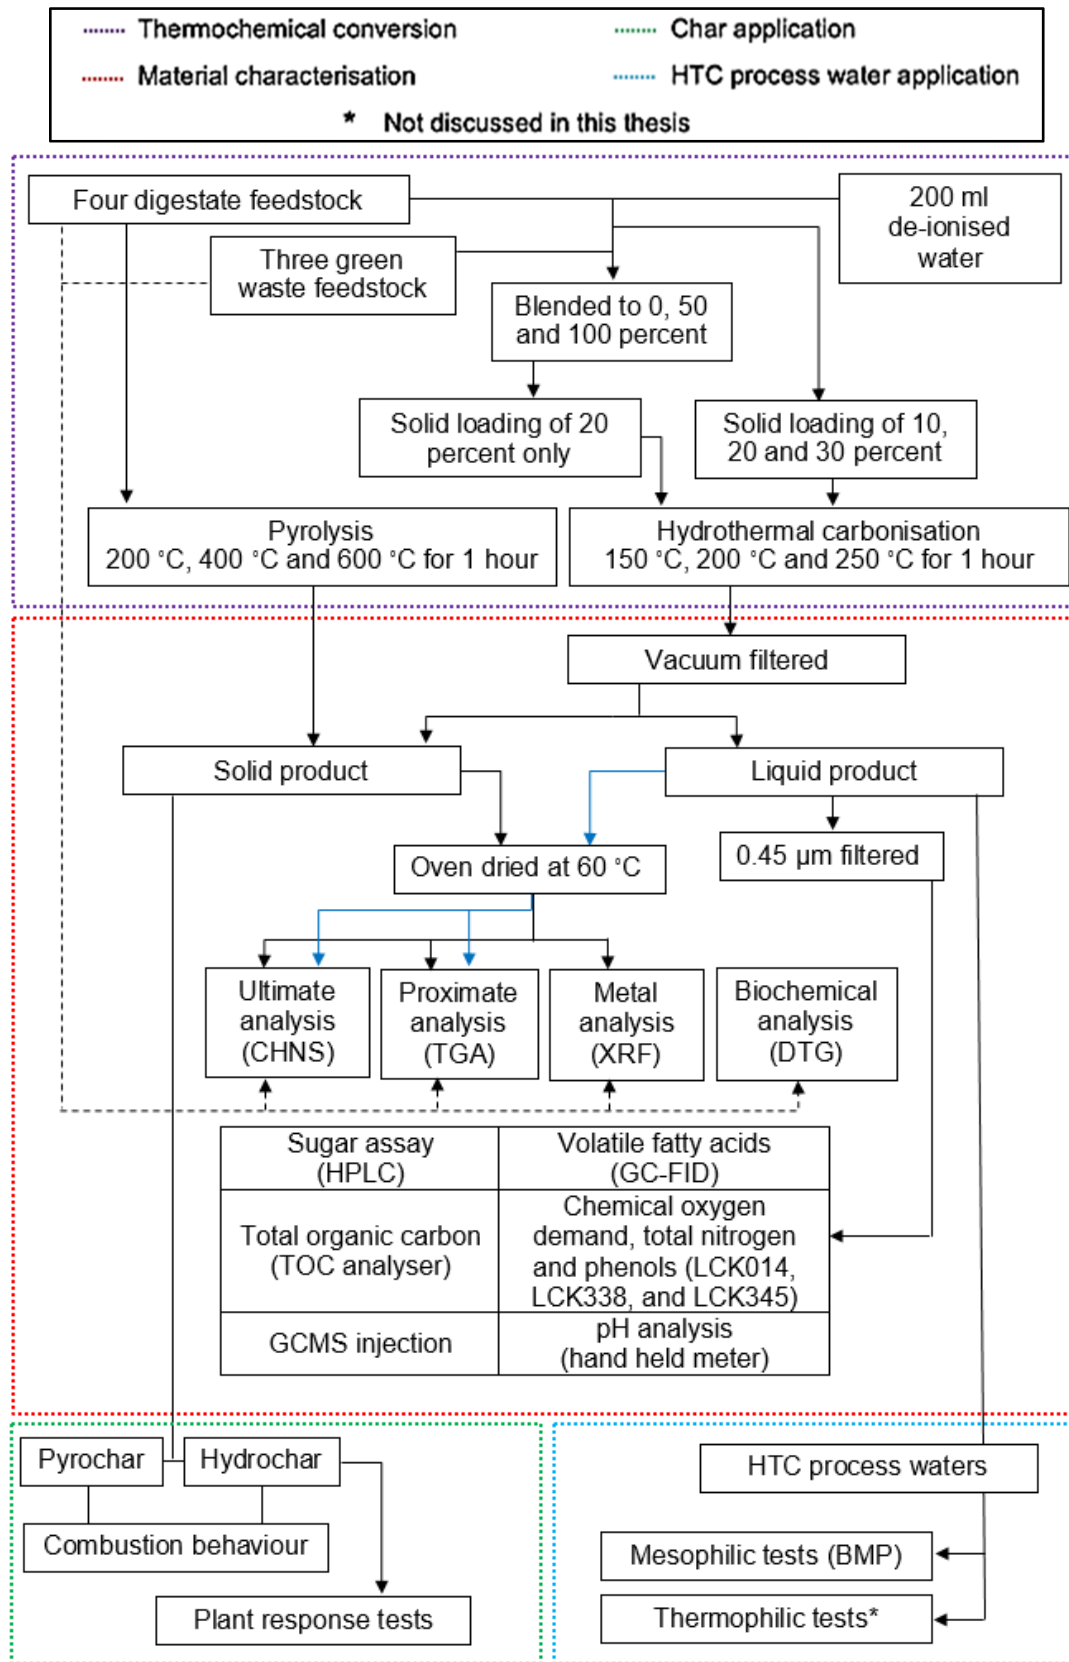 Thermochemical conversion
Char application
Material characterisation
HTC process water application
* Not discussed in this thesis
Four digestate feedstock
200 ml
de-ionised
water
Three green
waste feedstock
Blended to 0, 50
and 100 percent
Solid loading of 20
percent only
Solid loading of 10,
20 and 30 percent
Pyrolysis
200 °C, 400 °C and 600 °C for 1 hour
Hydrothermal carbonisation
150 °C, 200 °C and 250 °C for 1 hour
Vacuum filtered
Solid product
Liquid product
Oven dried at 60 °C
0.45 µm filtered
Ultimate
analysis
(CHNS)
Proximate
analysis
(TGA)
Metal
analysis
(XRF)
Biochemical
analysis
(DTG)
Sugar assay
(HPLC)
Volatile fatty acids
(GC-FID)
Total organic carbon
(TOC analyser)
Chemical oxygen
demand, total nitrogen
and phenols (LCK014,
LCK338, and LCK345)
GCMS injection
pH analysis
(hand held meter)
Pyrochar
Hydrochar
Combustion behaviour
Plant response tests
HTC process waters
Mesophilic tests (BMP)
Thermophilic tests*